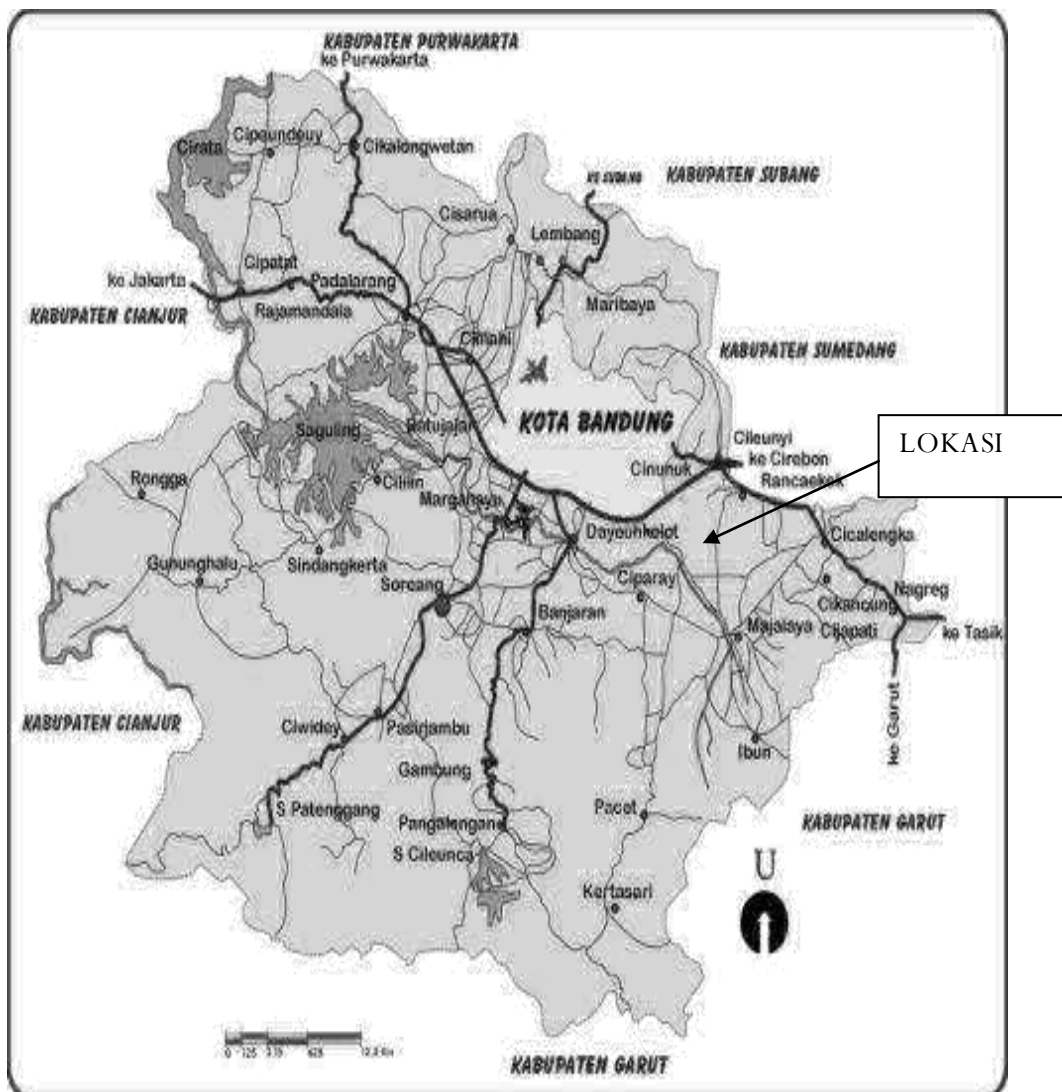 KABUPATEN PURWAKARTA
ke Purwakarta
Cirata
Cipeundeuy
Cikalongwetan
KE SUBANG
KABUPATEN SUBANG
Cisarua
Lembang
Cipatat
Padalarang
ke Jakarta
Rajamandala
Maribaya
KABUPATEN CIANJUR
Cimahi
KABUPATEN SUMEDANG
KOTA BANDUNG
LOKASI
Saguling
Batujajar
Cileunyi
ke Cirebon
Cinunuk
Rancaekek
Rongga
Cililin
Margahayu
Dayeuhkolot
Cicalengka
Gununghalu
Sindangkerta
Soreang
Ciparay
Nagreg
Cikancung
Banjaran
Majalaya
Cijapati
ke Tasik
KABUPATEN CIANJUR
Ciwidey
Pasirjambu
ke Garut
Ibun
Gambung
S Patenggang
Pangalengan
Pacet
KABUPATEN GARUT
S Cileunca
U
Kertasari
KABUPATEN GARUT